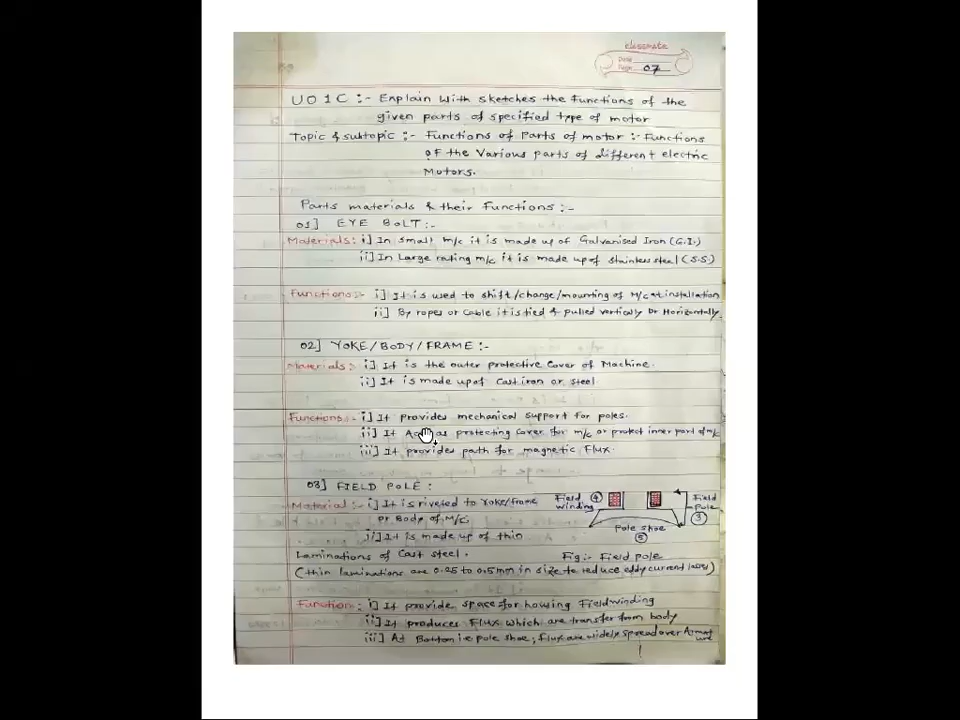 classmate
Date
Page 07
UO1C :- Explain with sketches the functions of the
given parts of specified type of motor
Topic & subtopic :- Functions of Parts of motor :- Functions
of the Various parts of different electric
Motors.
Parts materials & their Functions :-
01] EYE BOLT :-
Materials : i] In small m/c it is made up of Galvanised Iron (G.I.)
ii] In Large rating m/c it is made up of stainless steel (S.S)
Functions :- i] It is used to shift/change/mounting of M/c at installation
ii] By ropes or Cable it is tied & pulled vertically Or Horizontally.
02] YOKE/BODY/FRAME :-
Materials : i] It is the outer protective Cover of Machine.
ii] It is made up of Cast iron or steel.
Functions :- i] It provides mechanical support for poles.
ii] It Act as protecting Cover for m/c or protect inner part of m/c
iii] It provides path for magnetic Flux.
03] FIELD POLE :
Material :- i] It is riveted to Yoke/frame
or Body of M/C.
ii] It is made up of thin
Laminations of Cast steel.
(thin laminations are 0.25 to 0.5mm in size to reduce eddy current losses)
Field winding ④
Field Pole ③
Pole shoe ⑤
Fig :- Field pole
Function : i] It provide space for housing Field winding
ii] It produces Flux which are transfer from body
iii] At Bottom i.e. pole shoe, flux are widely spread over Armature